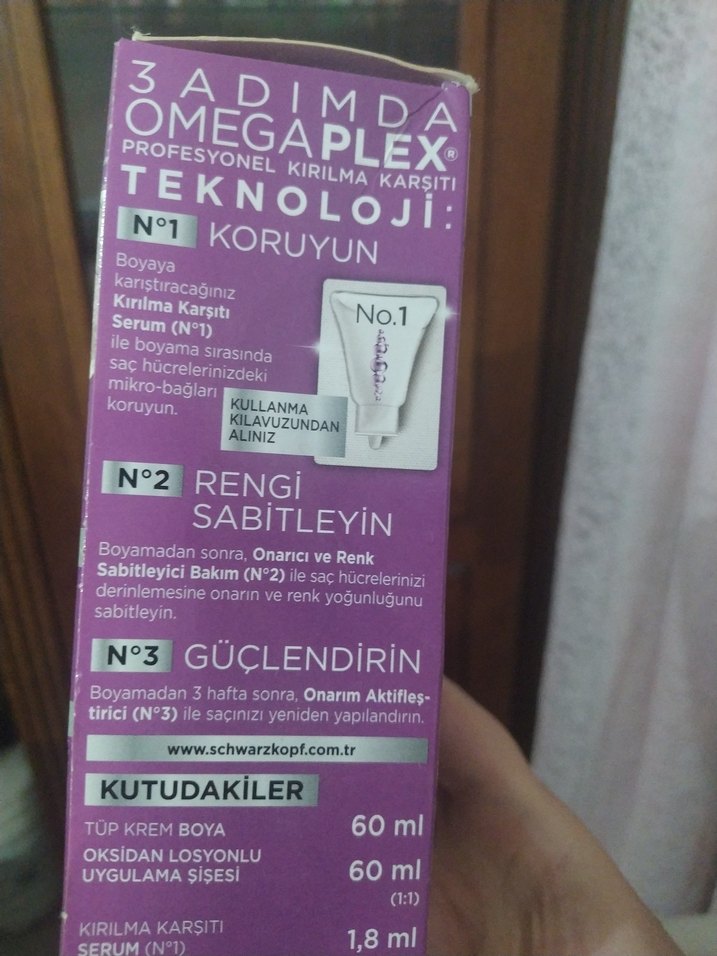 3 ADIMDA
OMEGAPLEX®
PROFESYONEL KIRILMA KARŞITI
TEKNOLOJİ:
N°1 KORUYUN
Boyaya
karıştıracağınız
Kırılma Karşıtı
Serum (N°1)
ile boyama sırasında
saç hücrelerinizdeki
mikro-bağları
koruyun.
No.1
KULLANMA
KILAVUZUNDAN
ALINIZ
N°2 RENGİ
SABİTLEYİN
Boyamadan sonra, Onarıcı ve Renk
Sabitleyici Bakım (N°2) ile saç hücrelerinizi
derinlemesine onarın ve renk yoğunluğunu
sabitleyin.
N°3 GÜÇLENDİRİN
Boyamadan 3 hafta sonra, Onarım Aktifleş-
tirici (N°3) ile saçınızı yeniden yapılandırın.
www.schwarzkopf.com.tr
KUTUDAKİLER
TÜP KREM BOYA 60 ml
OKSİDAN LOSYONLU
UYGULAMA ŞİŞESİ 60 ml
(1:1)
KIRILMA KARŞITI
SERUM (N°1) 1,8 ml